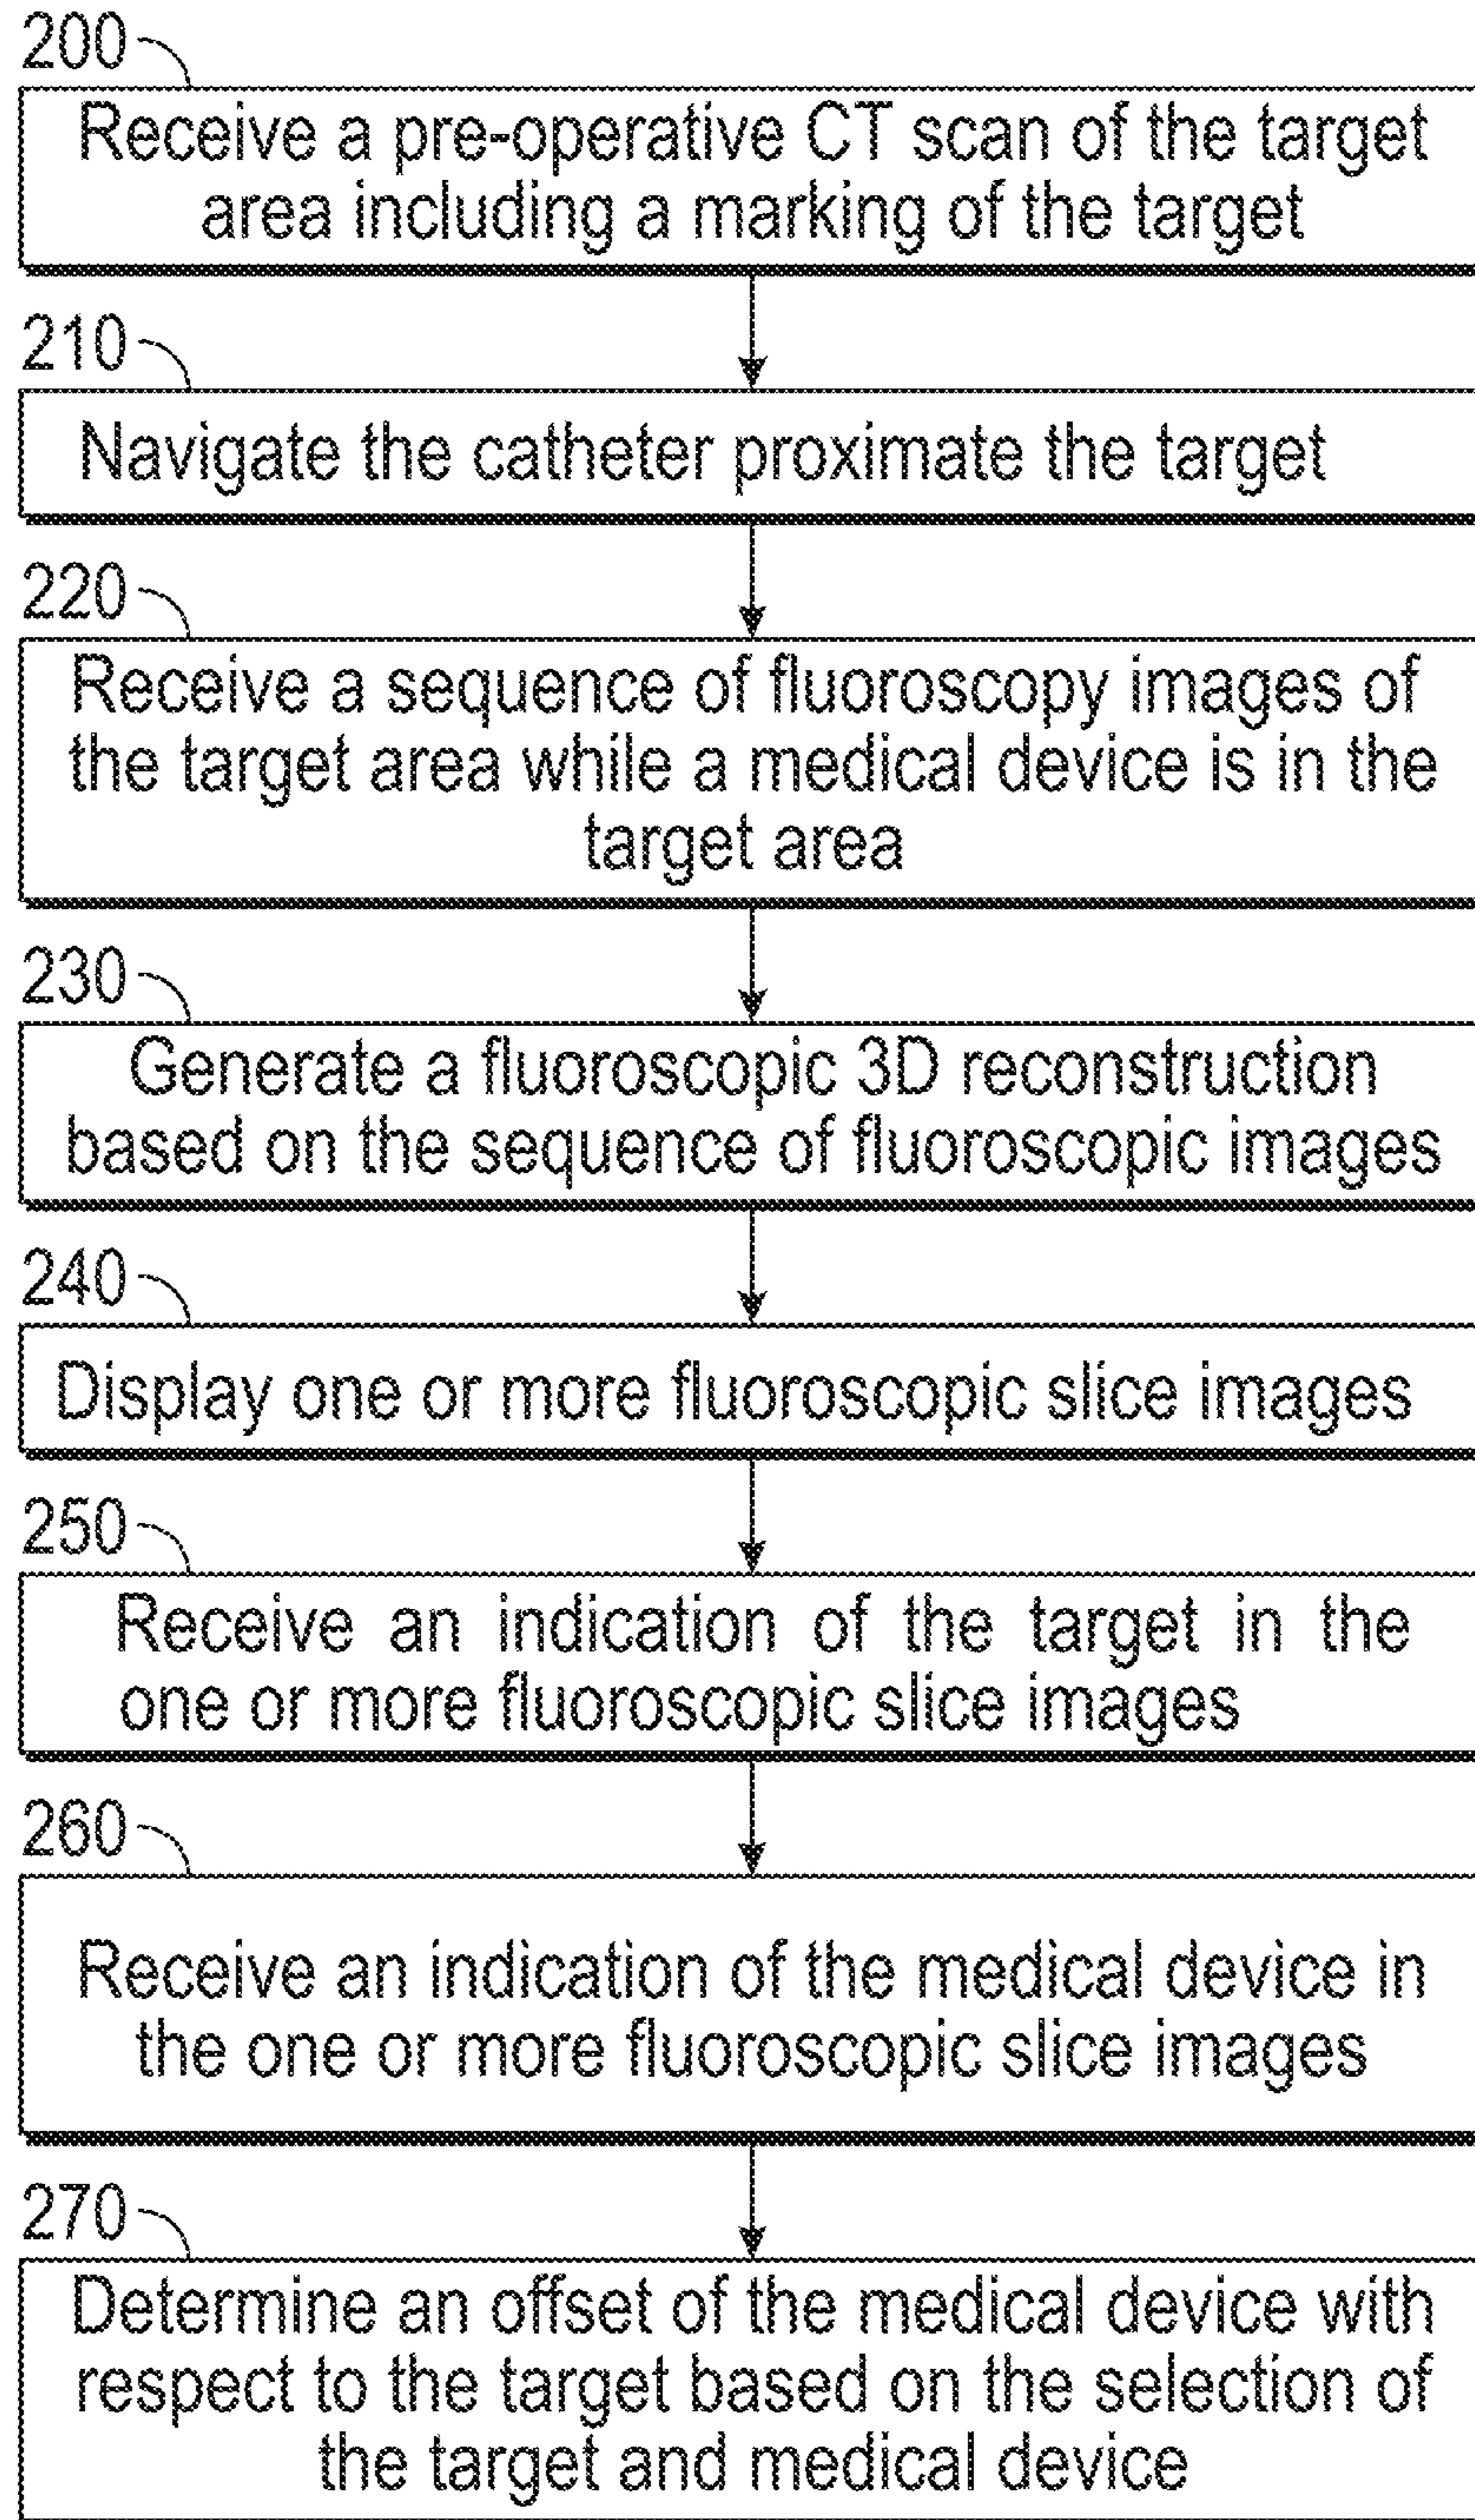 200
Receive a pre-operative CT scan of the target
area including a marking of the target
210
Navigate the catheter proximate the target
220
Receive a sequence of fluoroscopy images of
the target area while a medical device is in the
target area
230
Generate a fluoroscopic 3D reconstruction
based on the sequence of fluoroscopic images
240
Display one or more fluoroscopic slice images
250
Receive an indication of the target in the
one or more fluoroscopic slice images
260
Receive an indication of the medical device in
the one or more fluoroscopic slice images
270
Determine an offset of the medical device with
respect to the target based on the selection of
the target and medical device